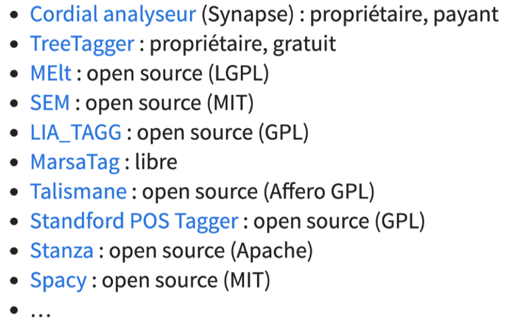 • Cordial analyseur (Synapse) : propriétaire, payant
• TreeTagger : propriétaire, gratuit
• MElt : open source (LGPL)
• SEM : open source (MIT)
• LIA_TAGG : open source (GPL)
• MarsaTag : libre
• Talismane : open source (Affero GPL)
• Standford POS Tagger : open source (GPL)
• Stanza : open source (Apache)
• Spacy : open source (MIT)
• …